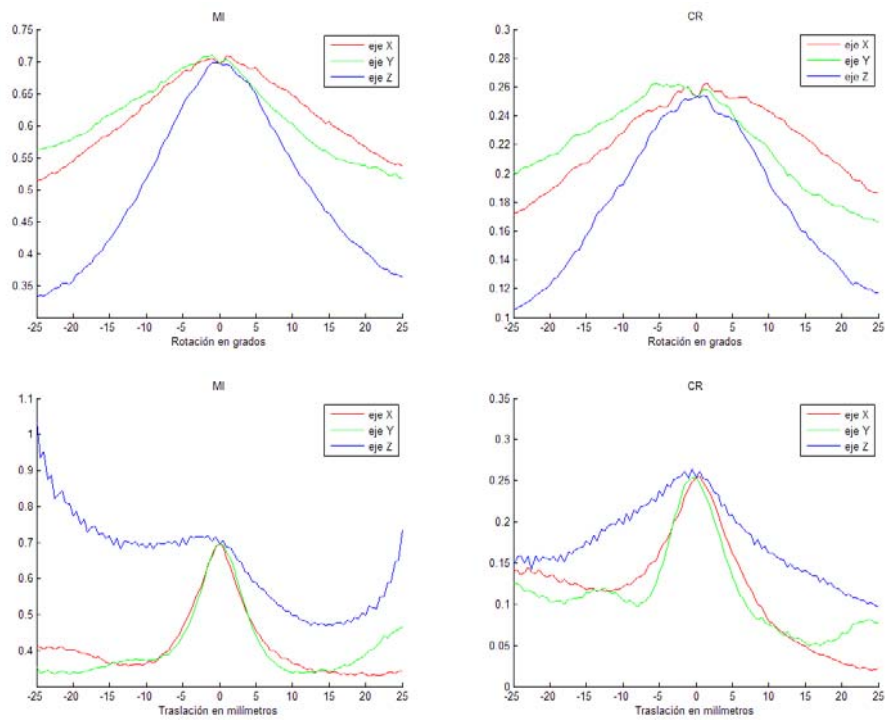 MI
0.75
0.7
0.65
0.6
0.55
0.5
0.45
0.4
0.35
-25 -20 -15 -10 -5 0 5 10 15 20 25
Rotación en grados
eje X
eje Y
eje Z
CR
0.3
0.28
0.26
0.24
0.22
0.2
0.18
0.16
0.14
0.12
0.1
-25 -20 -15 -10 -5 0 5 10 15 20 25
Rotación en grados
eje X
eje Y
eje Z
MI
1.1
1
0.9
0.8
0.7
0.6
0.5
0.4
-25 -20 -15 -10 -5 0 5 10 15 20 25
Traslación en milímetros
eje X
eje Y
eje Z
CR
0.35
0.3
0.25
0.2
0.15
0.1
0.05
0
-25 -20 -15 -10 -5 0 5 10 15 20 25
Traslación en milímetros
eje X
eje Y
eje Z